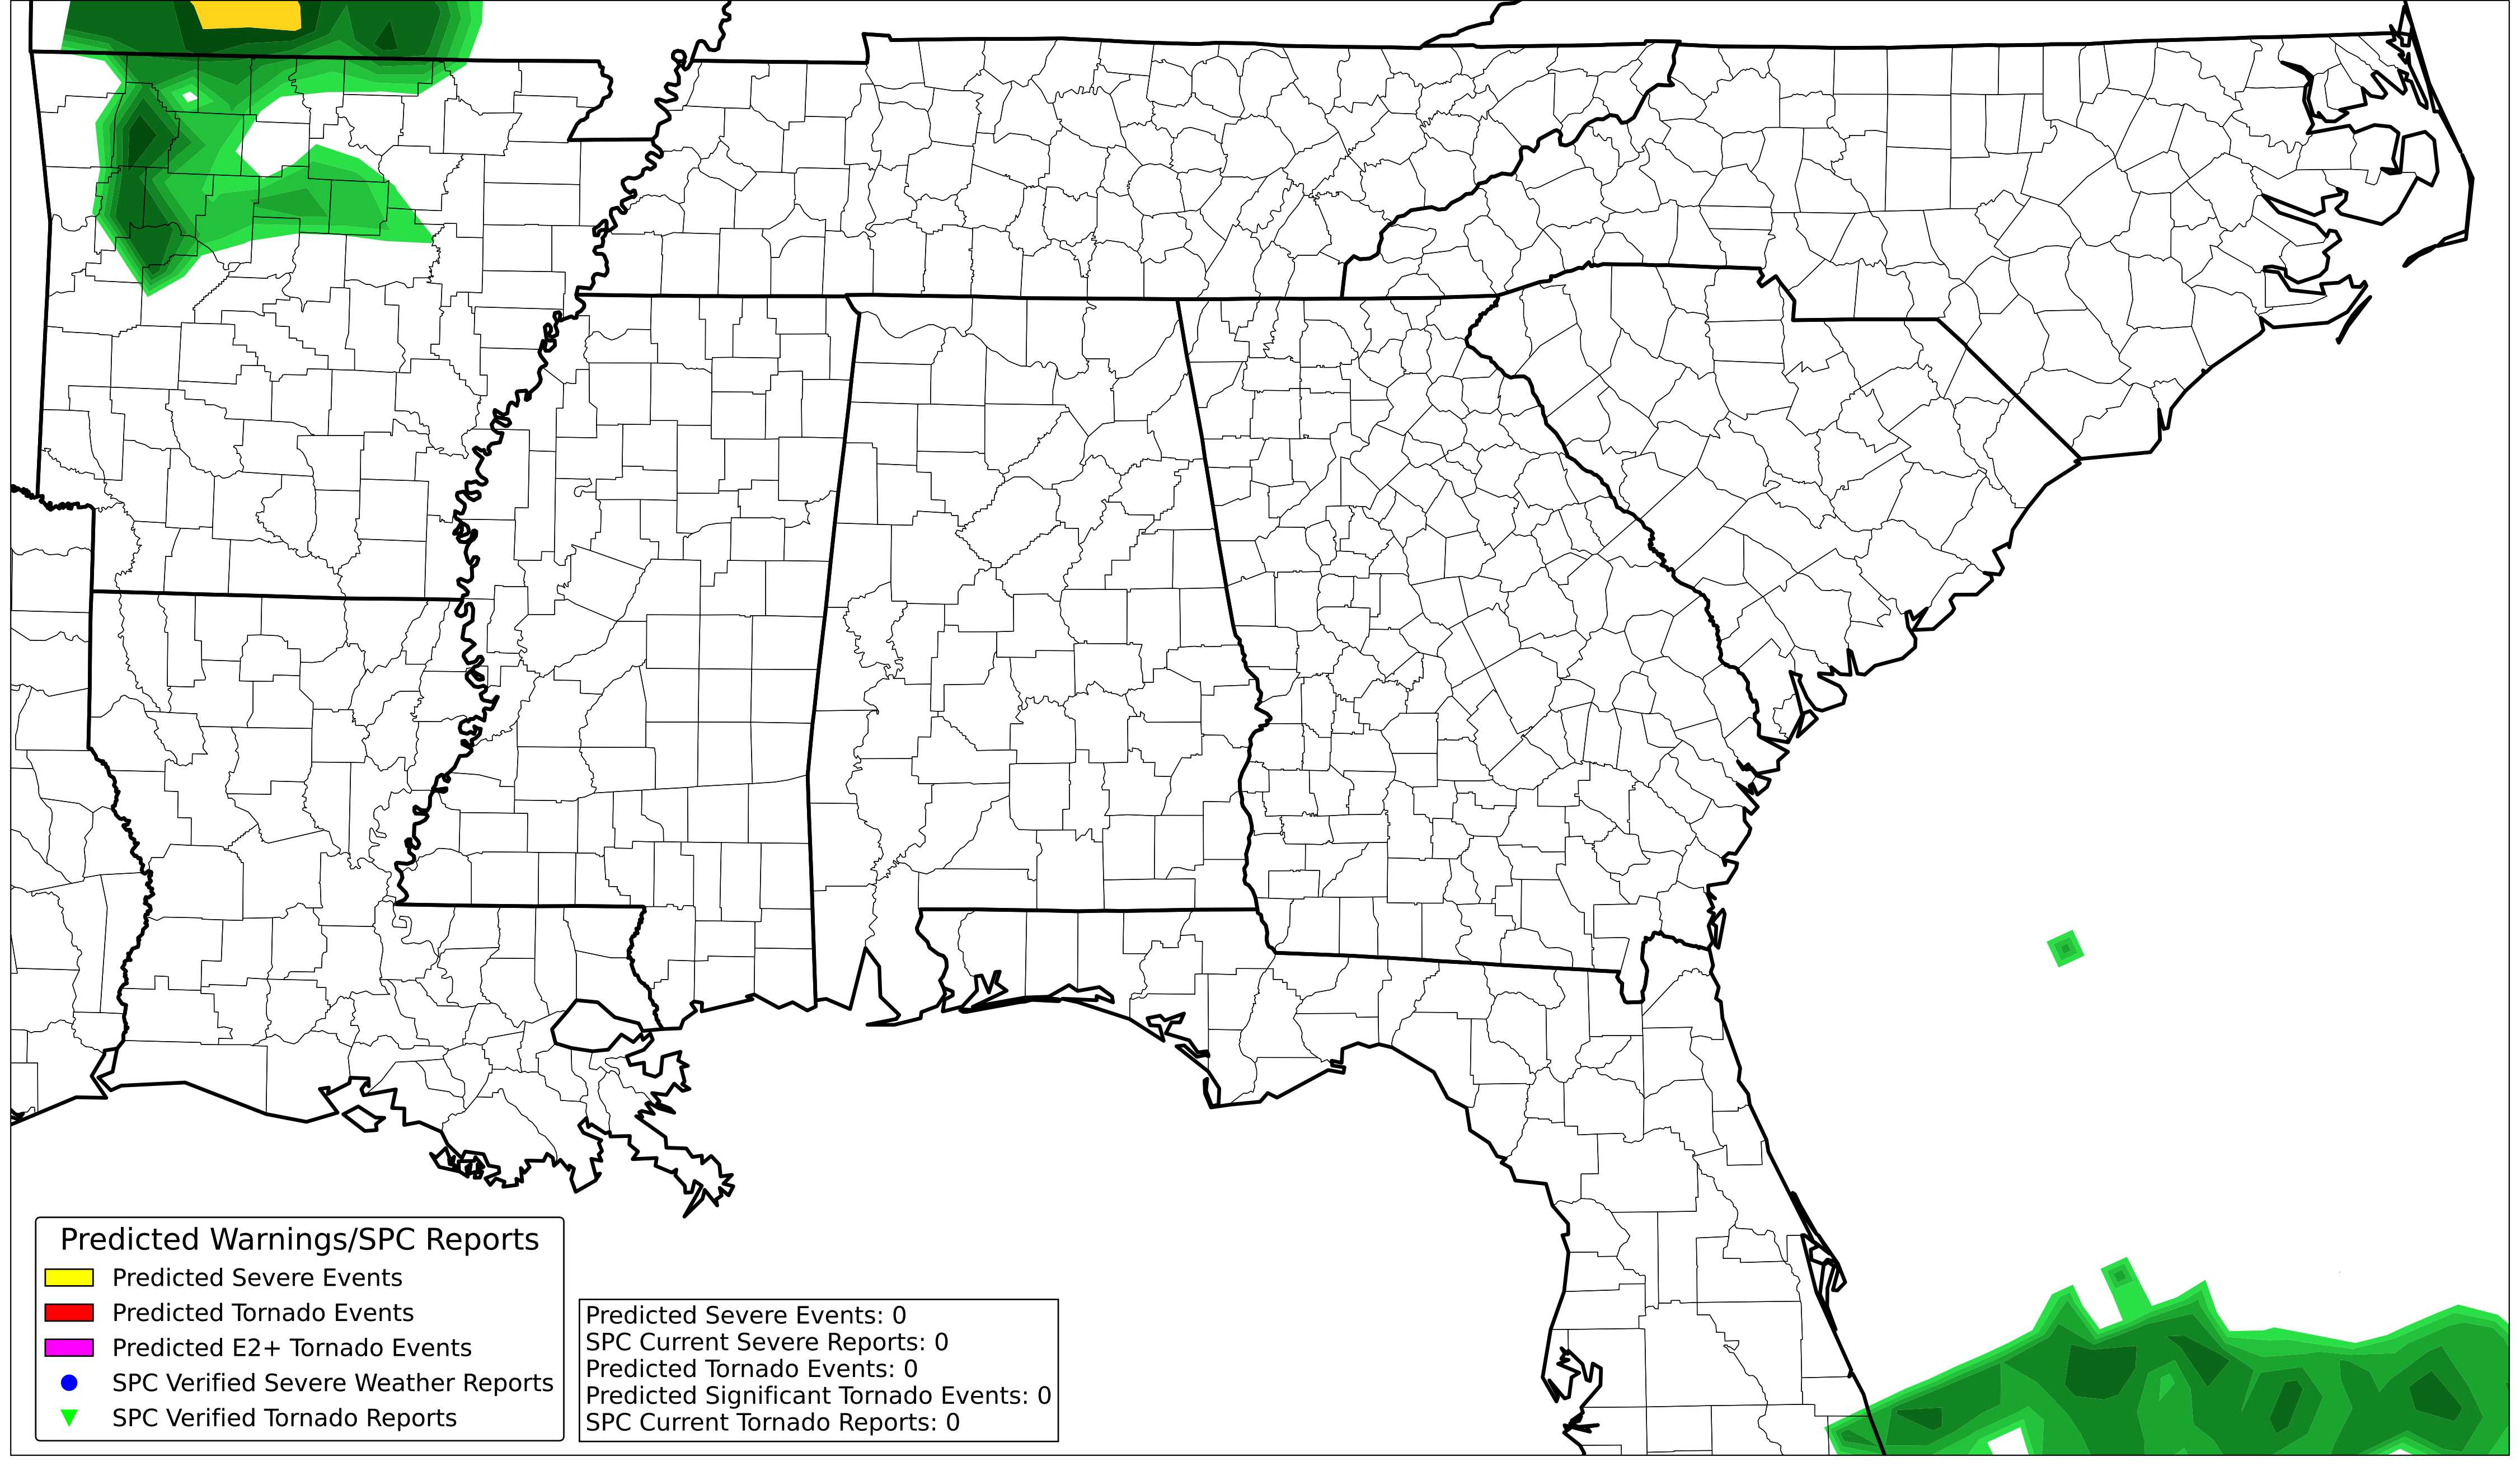 Predicted Warnings/SPC Reports
Predicted Severe Events
Predicted Tornado Events
Predicted E2+ Tornado Events
SPC Verified Severe Weather Reports
SPC Verified Tornado Reports
Predicted Severe Events: 0
SPC Current Severe Reports: 0
Predicted Tornado Events: 0
Predicted Significant Tornado Events: 0
SPC Current Tornado Reports: 0